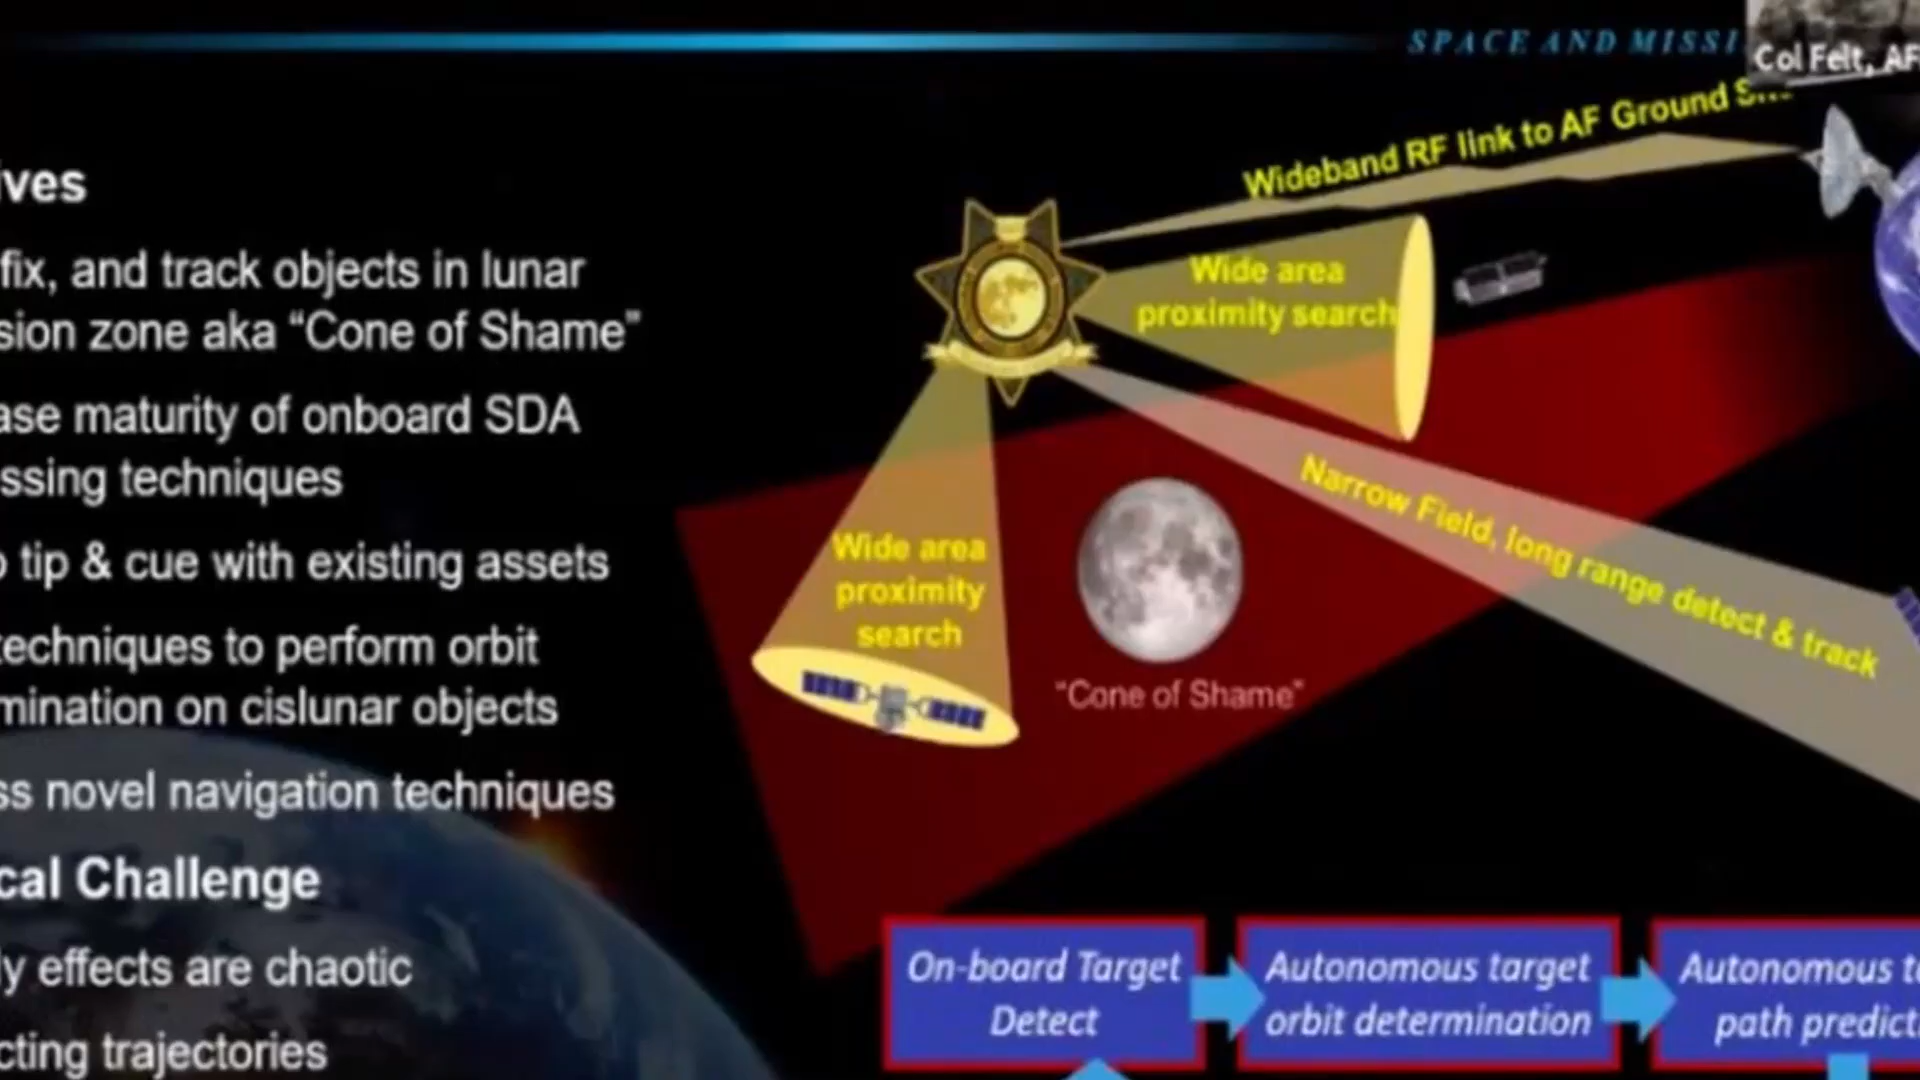 SPACE AND MISSI
Col Felt, AF
ives
fix, and track objects in lunar
sion zone aka “Cone of Shame”
ase maturity of onboard SDA
ssing techniques
o tip & cue with existing assets
techniques to perform orbit
mination on cislunar objects
ss novel navigation techniques
cal Challenge
y effects are chaotic
cting trajectories
Wideband RF link to AF Ground
Wide area
proximity search
Narrow Field, long range detect & track
Wide area
proximity
search
“Cone of Shame”
On-board Target
Detect
Autonomous target
orbit determination
Autonomous ta
path predict